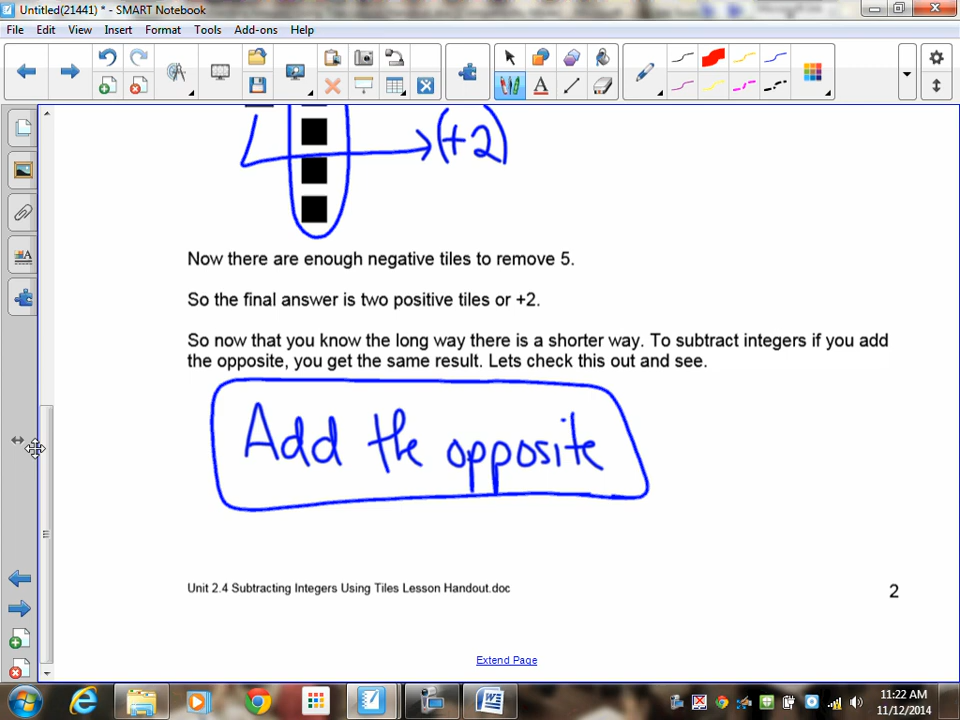 Untitled(21441) * - SMART Notebook
File Edit View Insert Format Tools Add-ons Help
(+2)
Now there are enough negative tiles to remove 5.
So the final answer is two positive tiles or +2.
So now that you know the long way there is a shorter way. To subtract integers if you add
the opposite, you get the same result. Lets check this out and see.
Add the opposite
Unit 2.4 Subtracting Integers Using Tiles Lesson Handout.doc
2
Extend Page
11:22 AM
11/12/2014